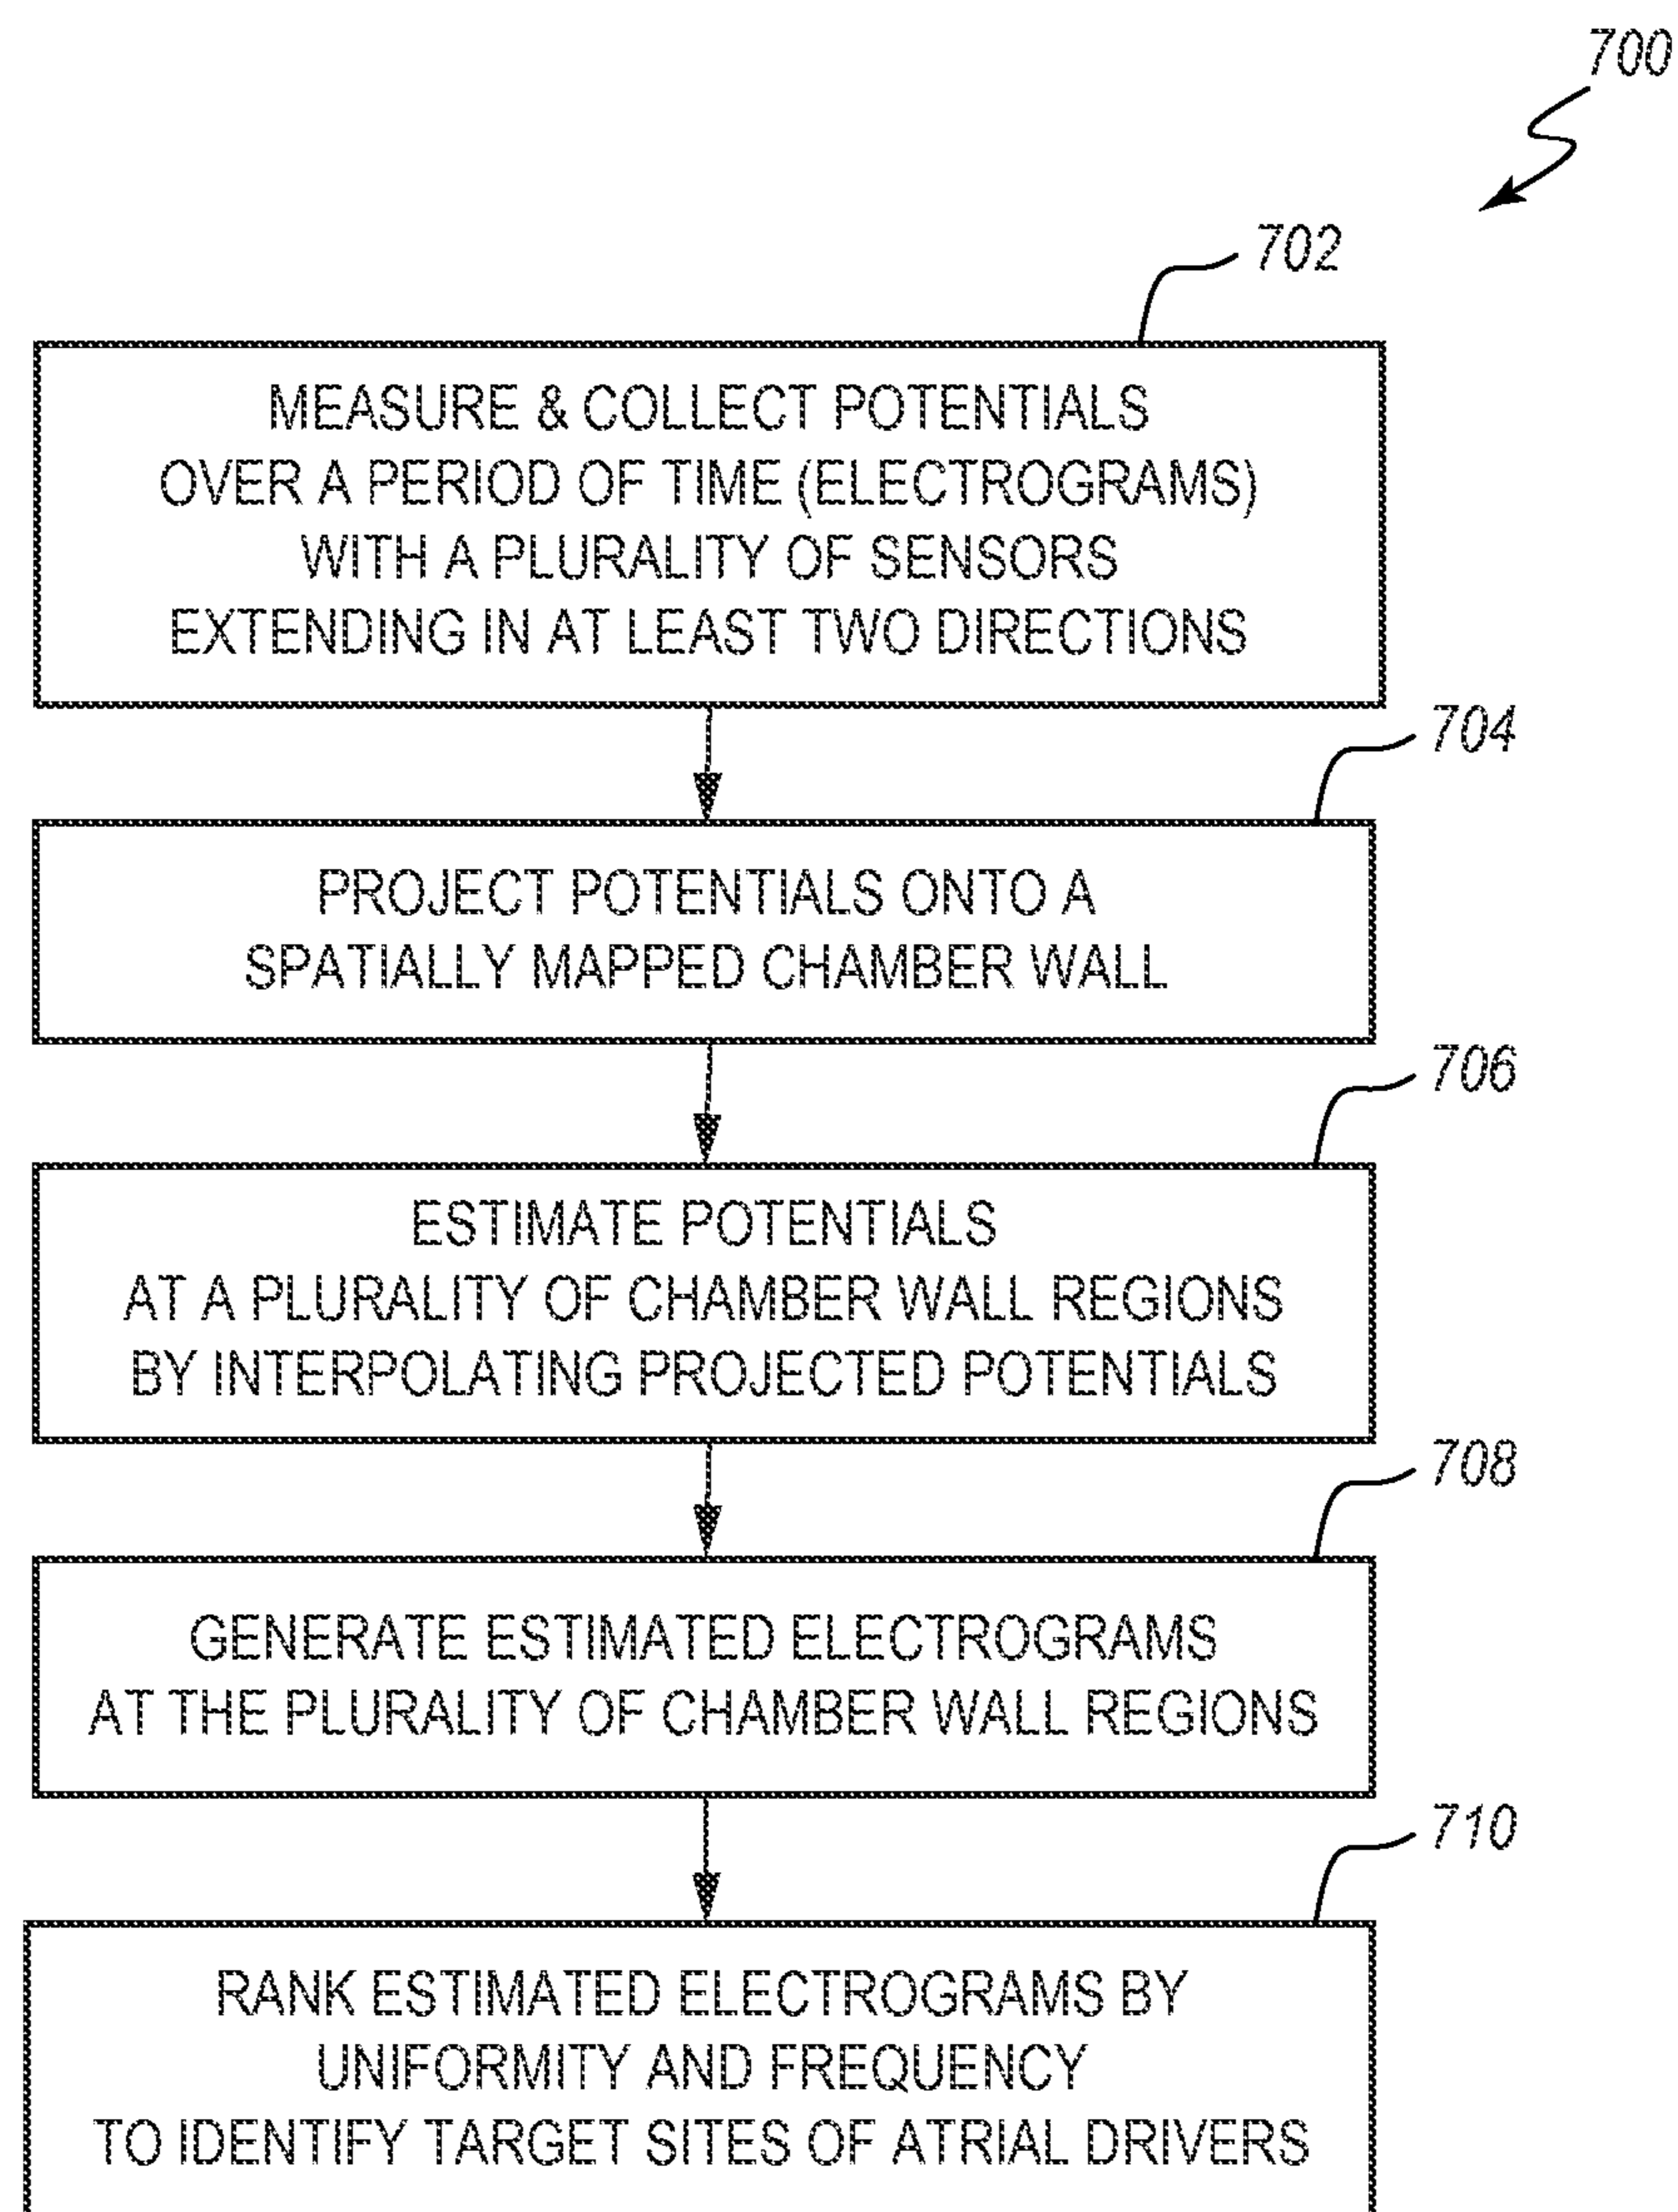 700
702
MEASURE & COLLECT POTENTIALS
OVER A PERIOD OF TIME (ELECTROGRAMS)
WITH A PLURALITY OF SENSORS
EXTENDING IN AT LEAST TWO DIRECTIONS
704
PROJECT POTENTIALS ONTO A
SPATIALLY MAPPED CHAMBER WALL
706
ESTIMATE POTENTIALS
AT A PLURALITY OF CHAMBER WALL REGIONS
BY INTERPOLATING PROJECTED POTENTIALS
708
GENERATE ESTIMATED ELECTROGRAMS
AT THE PLURALITY OF CHAMBER WALL REGIONS
710
RANK ESTIMATED ELECTROGRAMS BY
UNIFORMITY AND FREQUENCY
TO IDENTIFY TARGET SITES OF ATRIAL DRIVERS